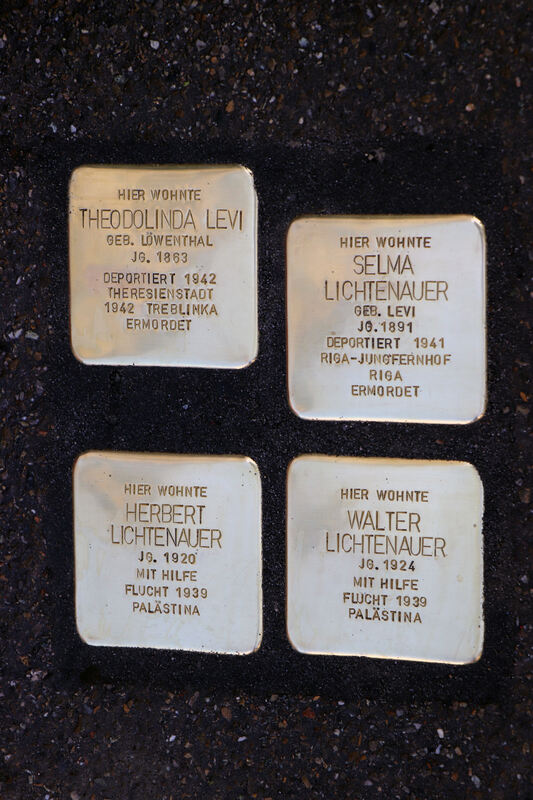 HIER WOHNTE
THEODOLINDA LEVI
GEB. LÖWENTHAL
JG. 1863
DEPORTIERT 1942
THERESIENSTADT
1942 TREBLINKA
ERMORDET
HIER WOHNTE
SELMA
LICHTENAUER
GEB. LEVI
JG. 1891
DEPORTIERT 1941
RIGA-JUNGFERNHOF
RIGA
ERMORDET
HIER WOHNTE
HERBERT
LICHTENAUER
JG. 1920
MIT HILFE
FLUCHT 1939
PALÄSTINA
HIER WOHNTE
WALTER
LICHTENAUER
JG. 1924
MIT HILFE
FLUCHT 1939
PALÄSTINA